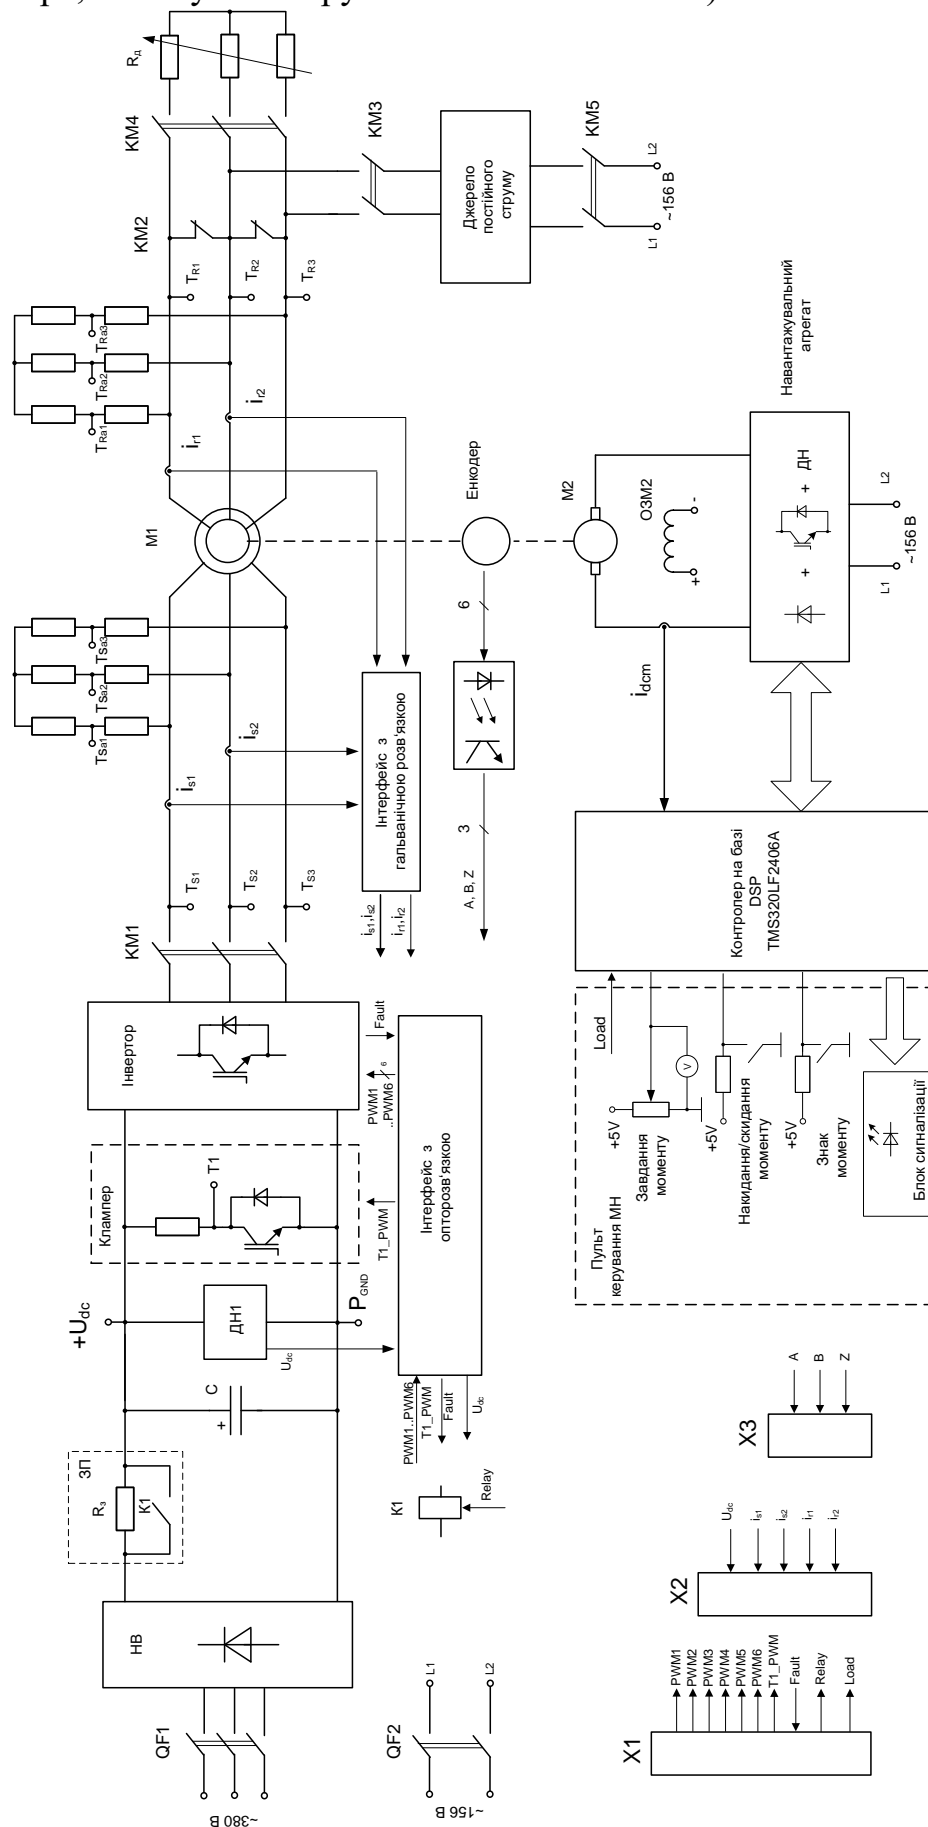 ~380 В
QF1
НВ
ЗП
Rз
К1
+Udc
C
+
ДН1
Udc
PGND
Клампер
T1
T1_PWM
Інвертор
PWM1
..PWM6
6
Fault
KM1
TS1
TS2
TS3
is1
is2
TSa1
TSa2
TSa3
M1
ir1
ir2
TRa1
TRa2
TRa3
TR1
TR2
TR3
KM2
KM4
Rд
KM3
Джерело
постійного
струму
KM5
L1
L2
~156 В
~156 В
QF2
L1
L2
К1
Relay
PWM1..PWM6
T1_PWM
Fault
Udc
Інтерфейс з
опторозв'язкою
Інтерфейс з
гальванічною розв'язкою
is1,is2
ir1,ir2
A, B, Z
3
6
Енкодер
M2
ОЗМ2
+
-
idcm
Навантажувальний
агрегат
+
+ ДН
L1
L2
~156 В
Контролер на базі
DSP
TMS320LF2406A
Пульт
керування МН
Load
+5V
Завдання
моменту
V
+5V
Накидання/скидання
моменту
+5V
Знак
моменту
Блок сигналізації
X1
PWM1
PWM2
PWM3
PWM4
PWM5
PWM6
T1_PWM
Fault
Relay
Load
X2
Udc
is1
is2
ir1
ir2
X3
A
B
Z